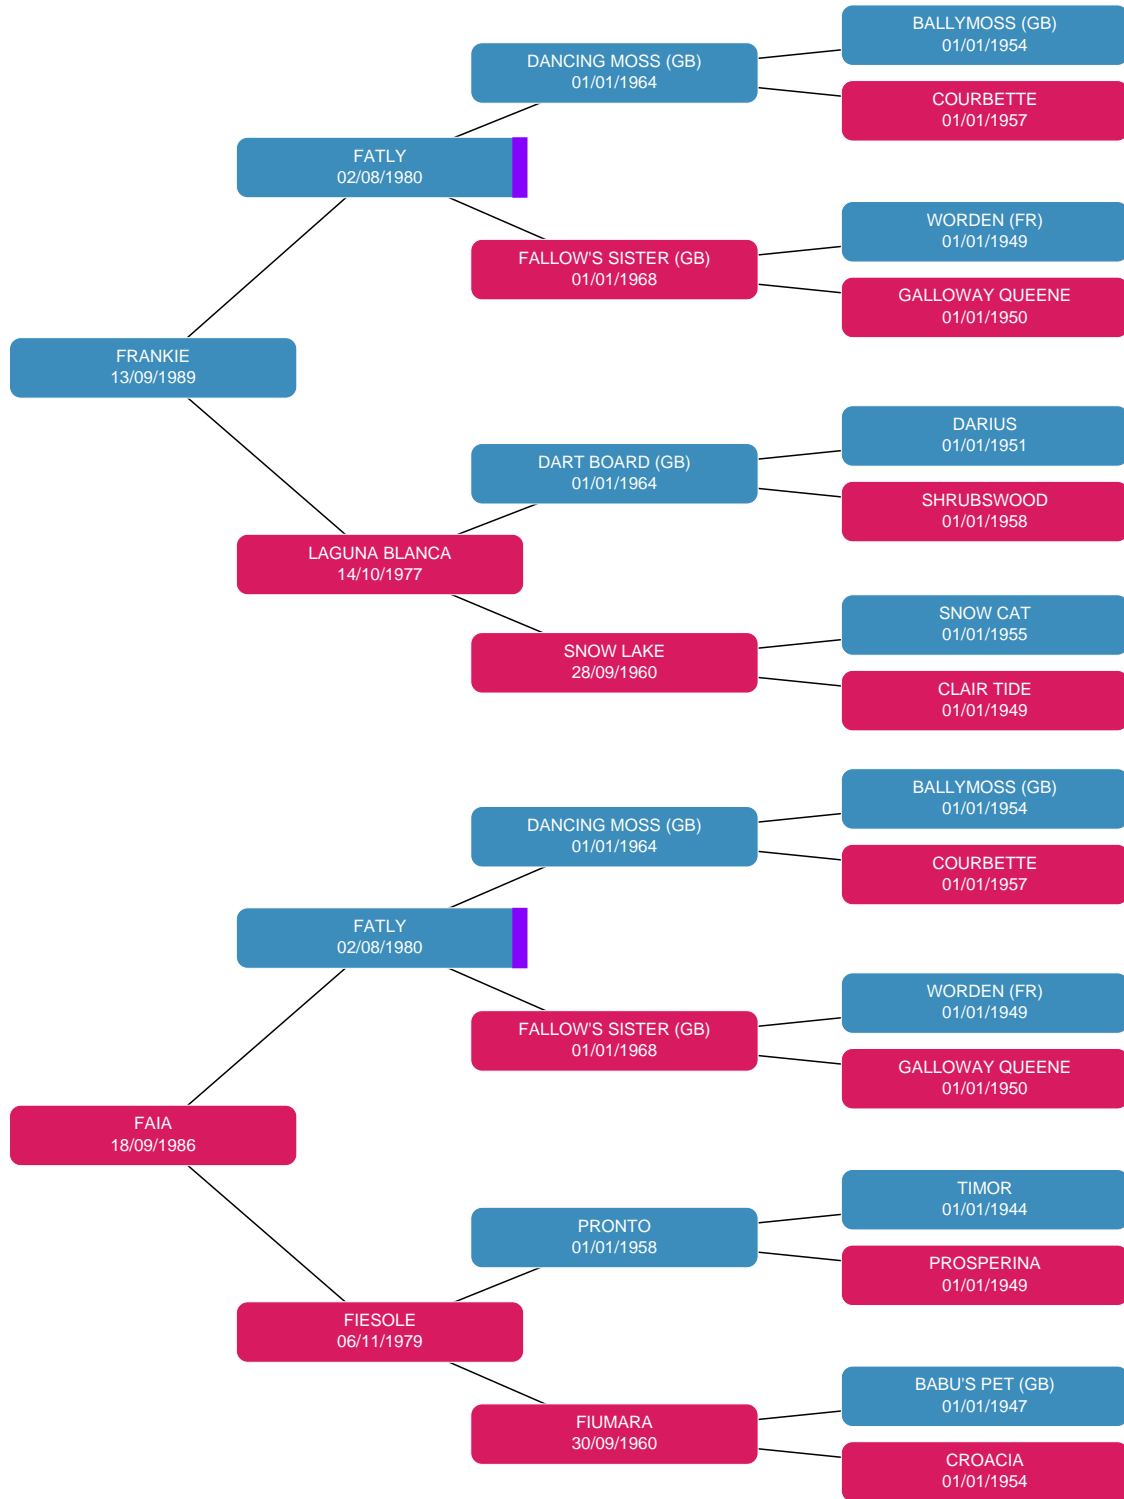 BALLYMOSS (GB)
01/01/1954
DANCING MOSS (GB)
01/01/1964
COURBETTE
01/01/1957
FATLY
02/08/1980
WORDEN (FR)
01/01/1949
FALLOW'S SISTER (GB)
01/01/1968
GALLOWAY QUEENE
01/01/1950
FRANKIE
13/09/1989
DARIUS
01/01/1951
DART BOARD (GB)
01/01/1964
SHRUBSWOOD
01/01/1958
LAGUNA BLANCA
14/10/1977
SNOW CAT
01/01/1955
SNOW LAKE
28/09/1960
CLAIR TIDE
01/01/1949
BALLYMOSS (GB)
01/01/1954
DANCING MOSS (GB)
01/01/1964
COURBETTE
01/01/1957
FATLY
02/08/1980
WORDEN (FR)
01/01/1949
FALLOW'S SISTER (GB)
01/01/1968
GALLOWAY QUEENE
01/01/1950
FAIA
18/09/1986
TIMOR
01/01/1944
PRONTO
01/01/1958
PROSPERINA
01/01/1949
FIESOLE
06/11/1979
BABU'S PET (GB)
01/01/1947
FIUMARA
30/09/1960
CROACIA
01/01/1954